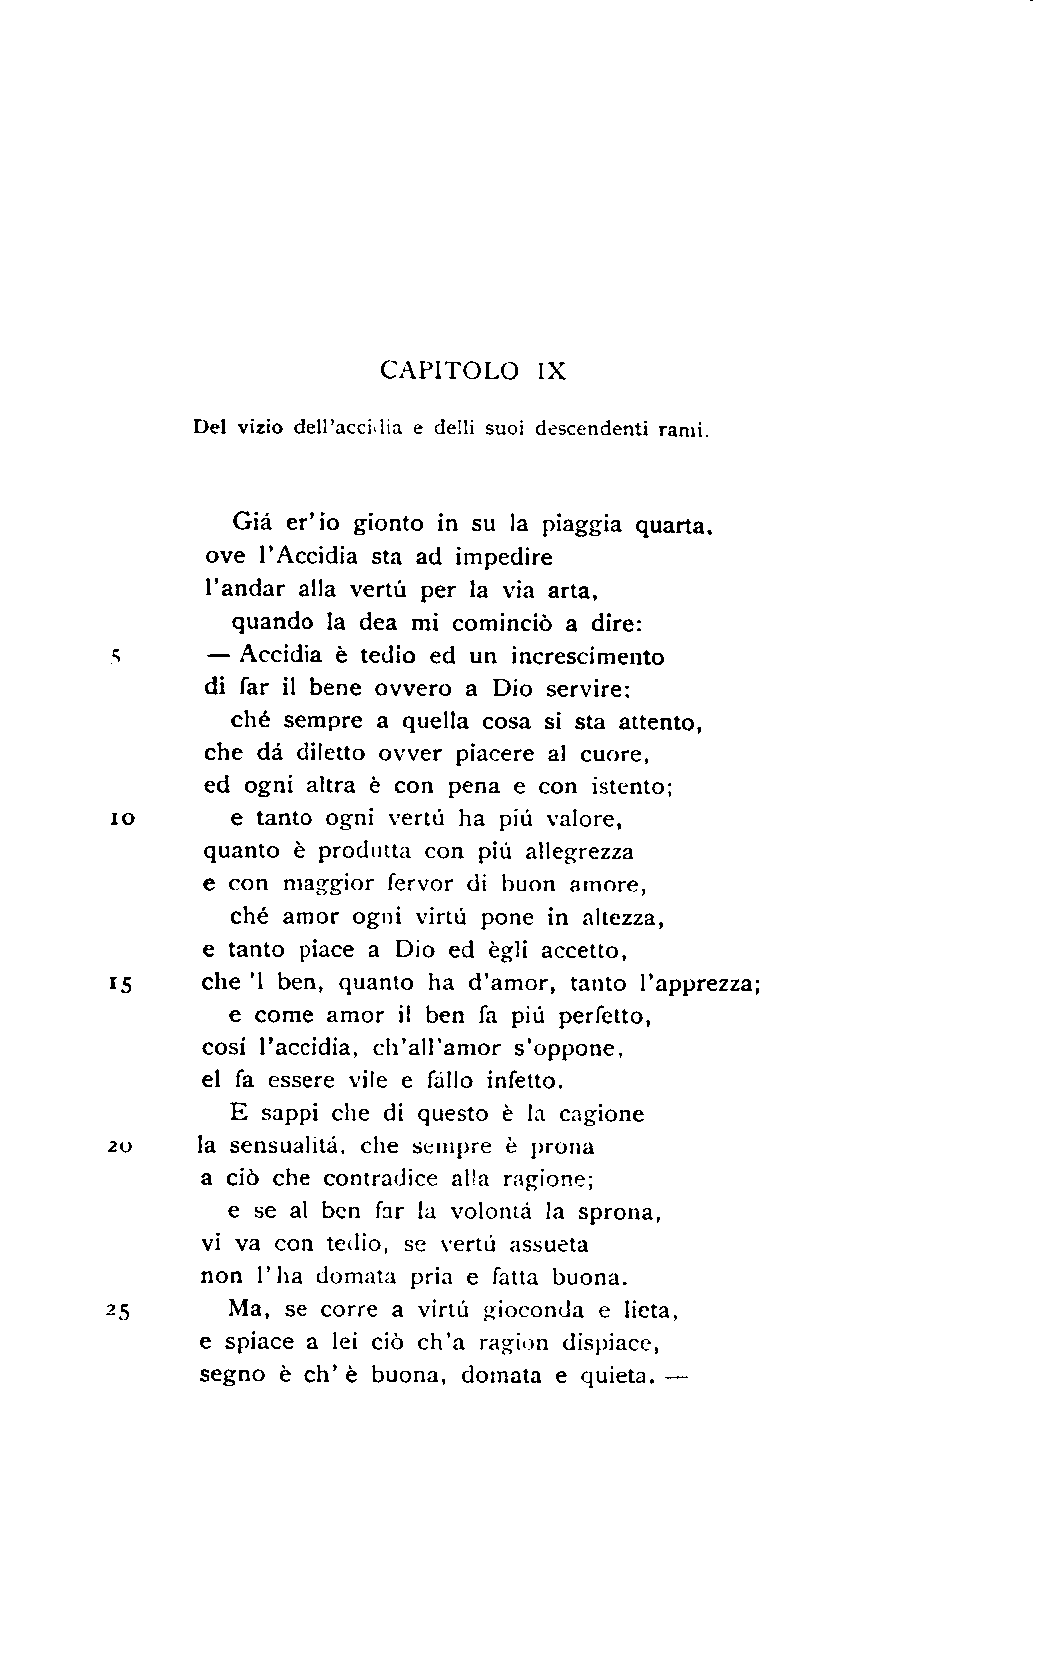 CAPITOLO IX
Del vizio dell'accidia e delli suoi descendenti rami.
Giá er' io gionto in su la piaggia quarta,
ove l'Accidia sta ad impedire
l'andar alla vertú per la via arta,
quando la dea mi cominciò a dire:
5 — Accidia è tedio ed un increscimento
di far il bene ovvero a Dio servire;
ché sempre a quella cosa si sta attento,
che dá diletto ovver piacere al cuore,
ed ogni altra è con pena e con istento;
10 e tanto ogni vertú ha piú valore,
quanto è produtta con piú allegrezza
e con maggior fervor di buon amore,
ché amor ogni virtú pone in altezza,
e tanto piace a Dio ed ègli accetto,
15 che 'l ben, quanto ha d'amor, tanto l'apprezza;
e come amor il ben fa piú perfetto,
cosí l'accidia, ch'all'amor s'oppone,
el fa essere vile e fállo infetto.
E sappi che di questo è la cagione
20 la sensualitá, che sempre è prona
a ciò che contradice alla ragione;
e se al ben far la volontá la sprona,
vi va con tedio, se vertú assueta
non l' ha domata pria e fatta buona.
25 Ma, se corre a virtú gioconda e lieta,
e spiace a lei ciò ch'a ragion dispiace,
segno è ch' è buona, domata e quieta. —